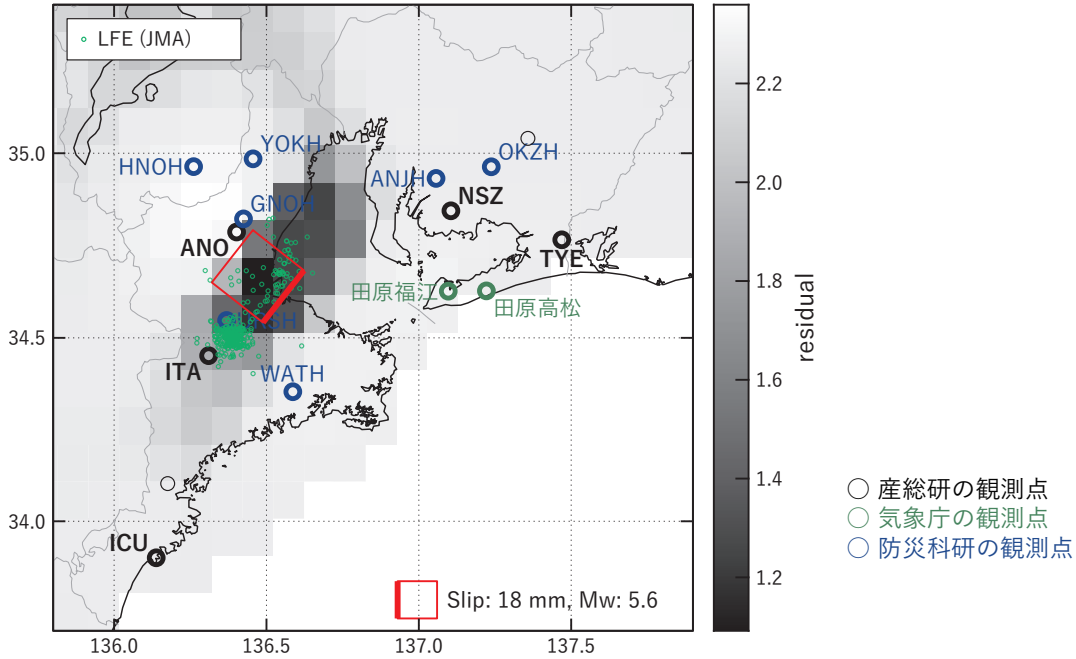 LFE (JMA)
35.0
34.5
34.0
136.0
136.5
137.0
137.5
HNOH
YOKH
GNOH
ANO
ANJH
OKZH
NSZ
TYE
田原福江
田原高松
ITA
WATH
ICU
Slip: 18 mm, Mw: 5.6
2.2
2.0
1.8
1.6
1.4
1.2
residual
産総研の観測点
気象庁の観測点
防災科研の観測点